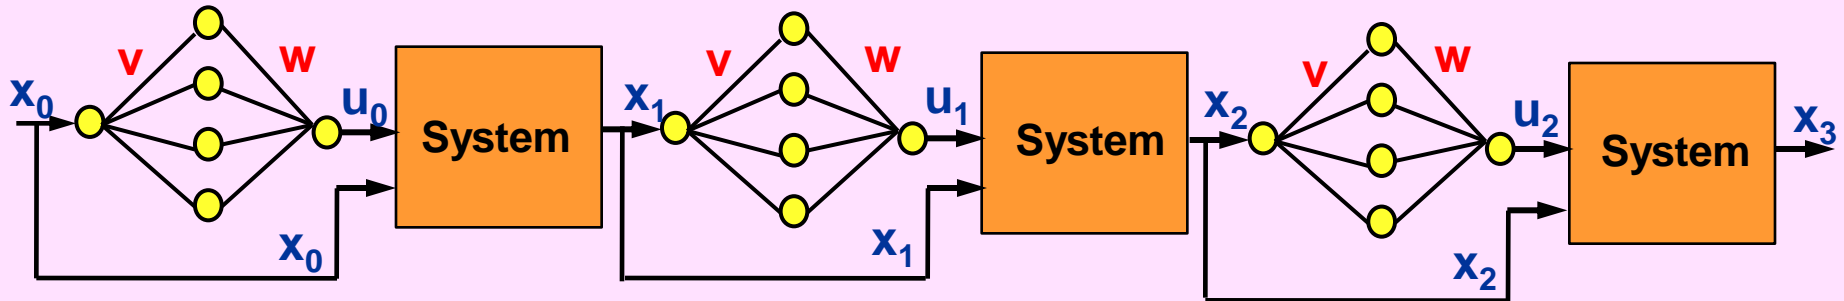 x₀
v
w
u₀
System
x₀
x₁
v
w
u₁
System
x₁
x₂
v
w
u₂
System
x₂
x₃